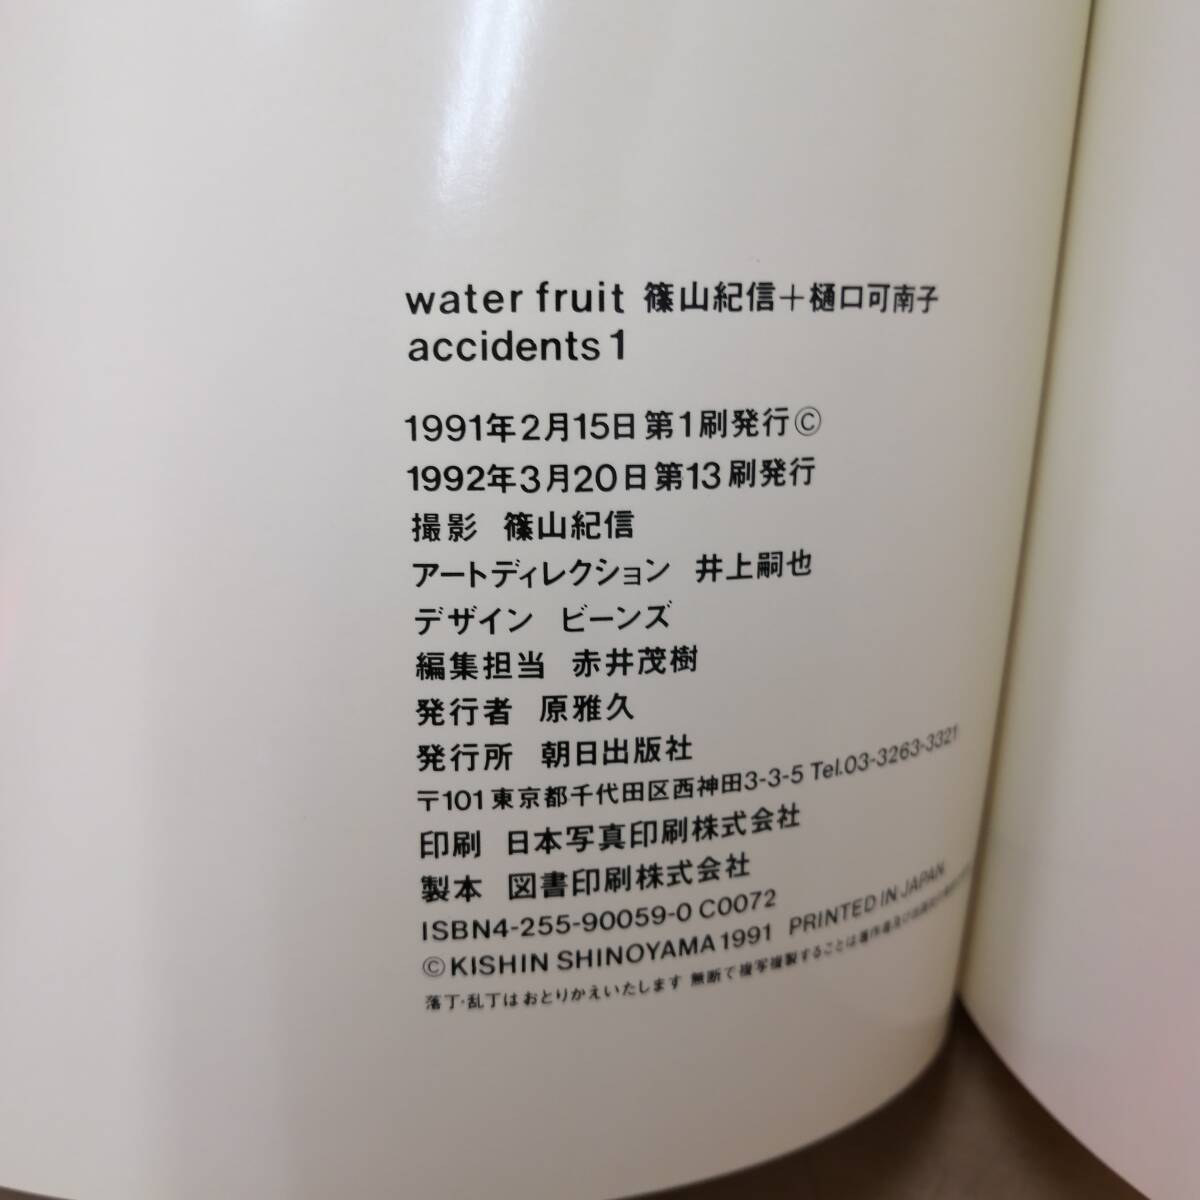 water fruit 篠山紀信+樋口可南子
accidents 1
1991年2月15日第1刷発行©
1992年3月20日第13刷発行
撮影 篠山紀信
アートディレクション 井上嗣也
デザイン ビーンズ
編集担当 赤井茂樹
発行者 原雅久
発行所 朝日出版社
〒101 東京都千代田区西神田3-3-5 Tel.03-3263-3321
印刷 日本写真印刷株式会社
製本 図書印刷株式会社
ISBN4-255-90059-0 C0072
©KISHIN SHINOYAMA 1991 PRINTED IN JAPAN
落丁・乱丁はおとりかえいたします 無断で複写複製することは著作者及び出版社の